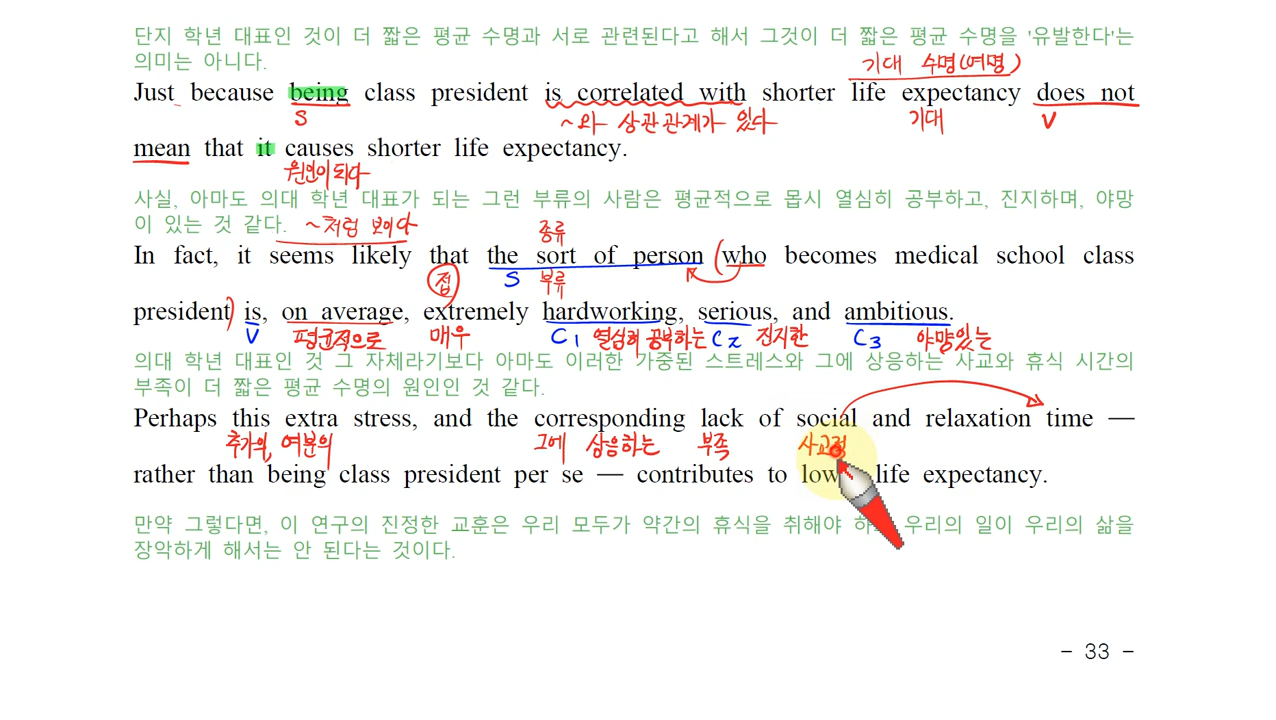 단지 학년 대표인 것이 더 짧은 평균 수명과 서로 관련된다고 해서 그것이 더 짧은 평균 수명을 '유발한다'는
의미는 아니다.
기대 수명(여명)
Just because being class president is correlated with shorter life expectancy does not
S ~와 상관관계가 있다 기대 V
mean that it causes shorter life expectancy.
원인이 되다
사실, 아마도 의대 학년 대표가 되는 그런 부류의 사람은 평균적으로 몹시 열심히 공부하고, 진지하며, 야망
이 있는 것 같다. ~처럼 보이다 종류
In fact, it seems likely that the sort of person (who becomes medical school class
접 S 부류
president) is, on average, extremely hardworking, serious, and ambitious.
V 평균적으로 매우 C1 열심히 공부하는 C2 진지한 C3 야망있는
의대 학년 대표인 것 그 자체라기보다 아마도 이러한 가중된 스트레스와 그에 상응하는 사교와 휴식 시간의
부족이 더 짧은 평균 수명의 원인인 것 같다.
Perhaps this extra stress, and the corresponding lack of social and relaxation time —
추가의, 여분의 그에 상응하는 부족 사교적
rather than being class president per se — contributes to low life expectancy.
만약 그렇다면, 이 연구의 진정한 교훈은 우리 모두가 약간의 휴식을 취해야 우리의 일이 우리의 삶을
장악하게 해서는 안 된다는 것이다.
- 33 -